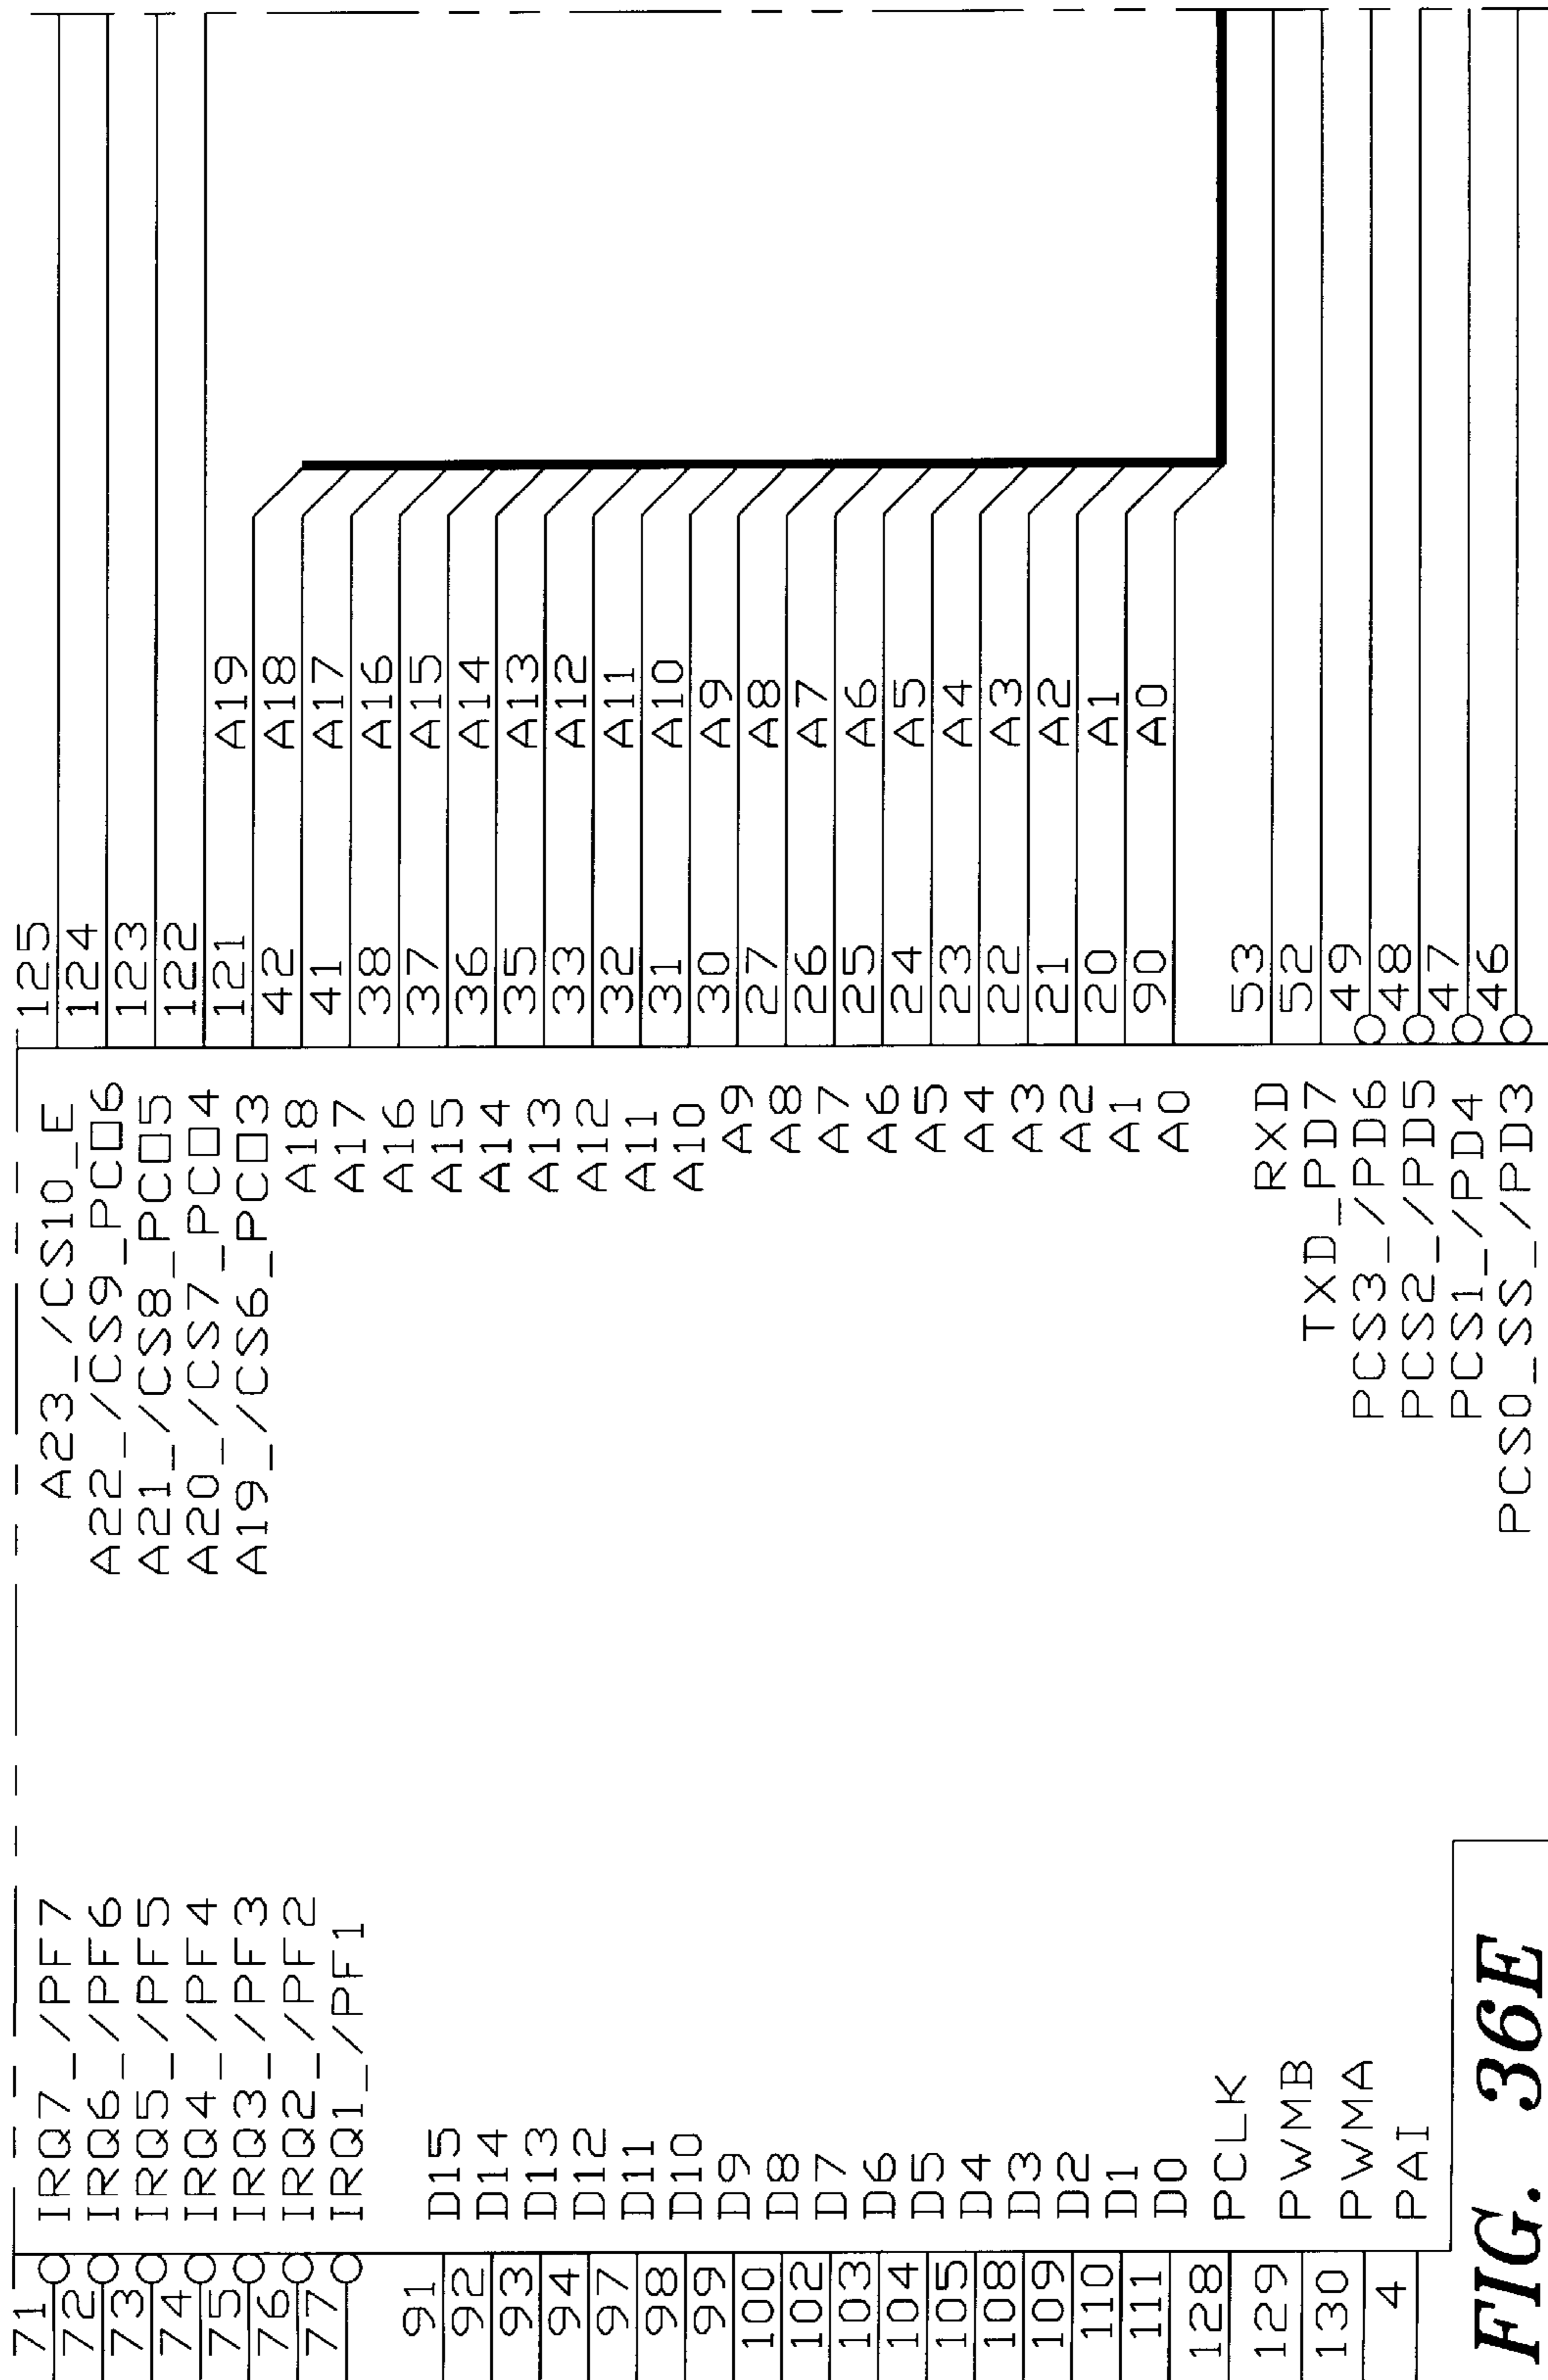 71 IRQ7_/PF7 A23_/CS10_E 125
72 IRQ6_/PF6 A22_/CS9_PC□6 124
73 IRQ5_/PF5 A21_/CS8_PC□5 123
74 IRQ4_/PF4 A20_/CS7_PC□4 122
75 IRQ3_/PF3 A19_/CS6_PC□3 121 A19
76 IRQ2_/PF2 A18 42 A18
77 IRQ1_/PF1 A17 41 A17
A16 38 A16
91 D15 A15 37 A15
92 D14 A14 36 A14
93 D13 A13 35 A13
94 D12 A12 33 A12
97 D11 A11 32 A11
98 D10 A10 31 A10
99 D9 A9 30 A9
100 D8 A8 27 A8
102 D7 A7 26 A7
103 D6 A6 25 A6
104 D5 A5 24 A5
105 D4 A4 23 A4
108 D3 A3 22 A3
109 D2 A2 21 A2
110 D1 A1 20 A1
111 D0 A0 90 A0
128 PCLK
129 PWMB RXD 53
TXD_PD7 52
130 PWMA PCS3_/PD6 49
4 PAI PCS2_/PD5 48
PCS1_/PD4 47
PCS0_SS_/PD3 46
FIG. 36E